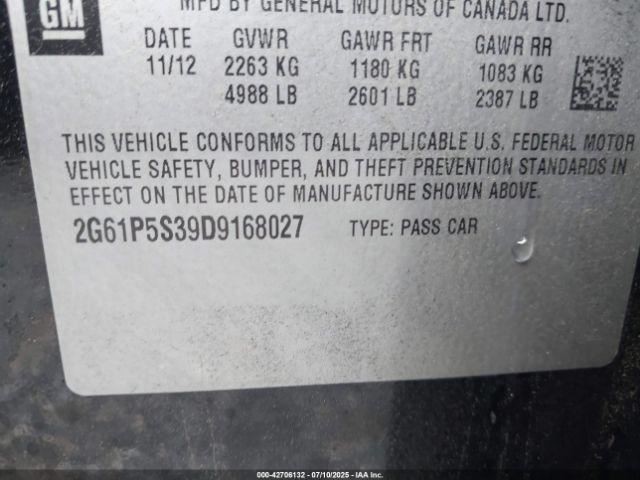 GM
MFD BY GENERAL MOTORS OF CANADA LTD.
DATE GVWR GAWR FRT GAWR RR
11/12 2263 KG 1180 KG 1083 KG
4988 LB 2601 LB 2387 LB
THIS VEHICLE CONFORMS TO ALL APPLICABLE U.S. FEDERAL MOTOR
VEHICLE SAFETY, BUMPER, AND THEFT PREVENTION STANDARDS IN
EFFECT ON THE DATE OF MANUFACTURE SHOWN ABOVE.
2G61P5S39D9168027 TYPE: PASS CAR
000-42706132 - 07/10/2025 - IAA Inc.